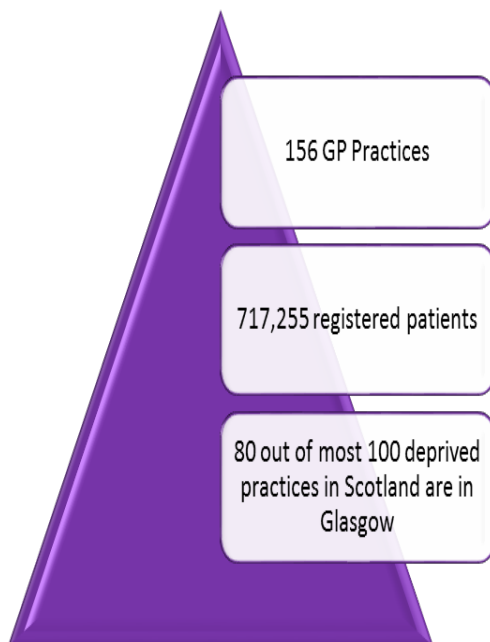 156 GP Practices
717,255 registered patients
80 out of most 100 deprived
practices in Scotland are in
Glasgow